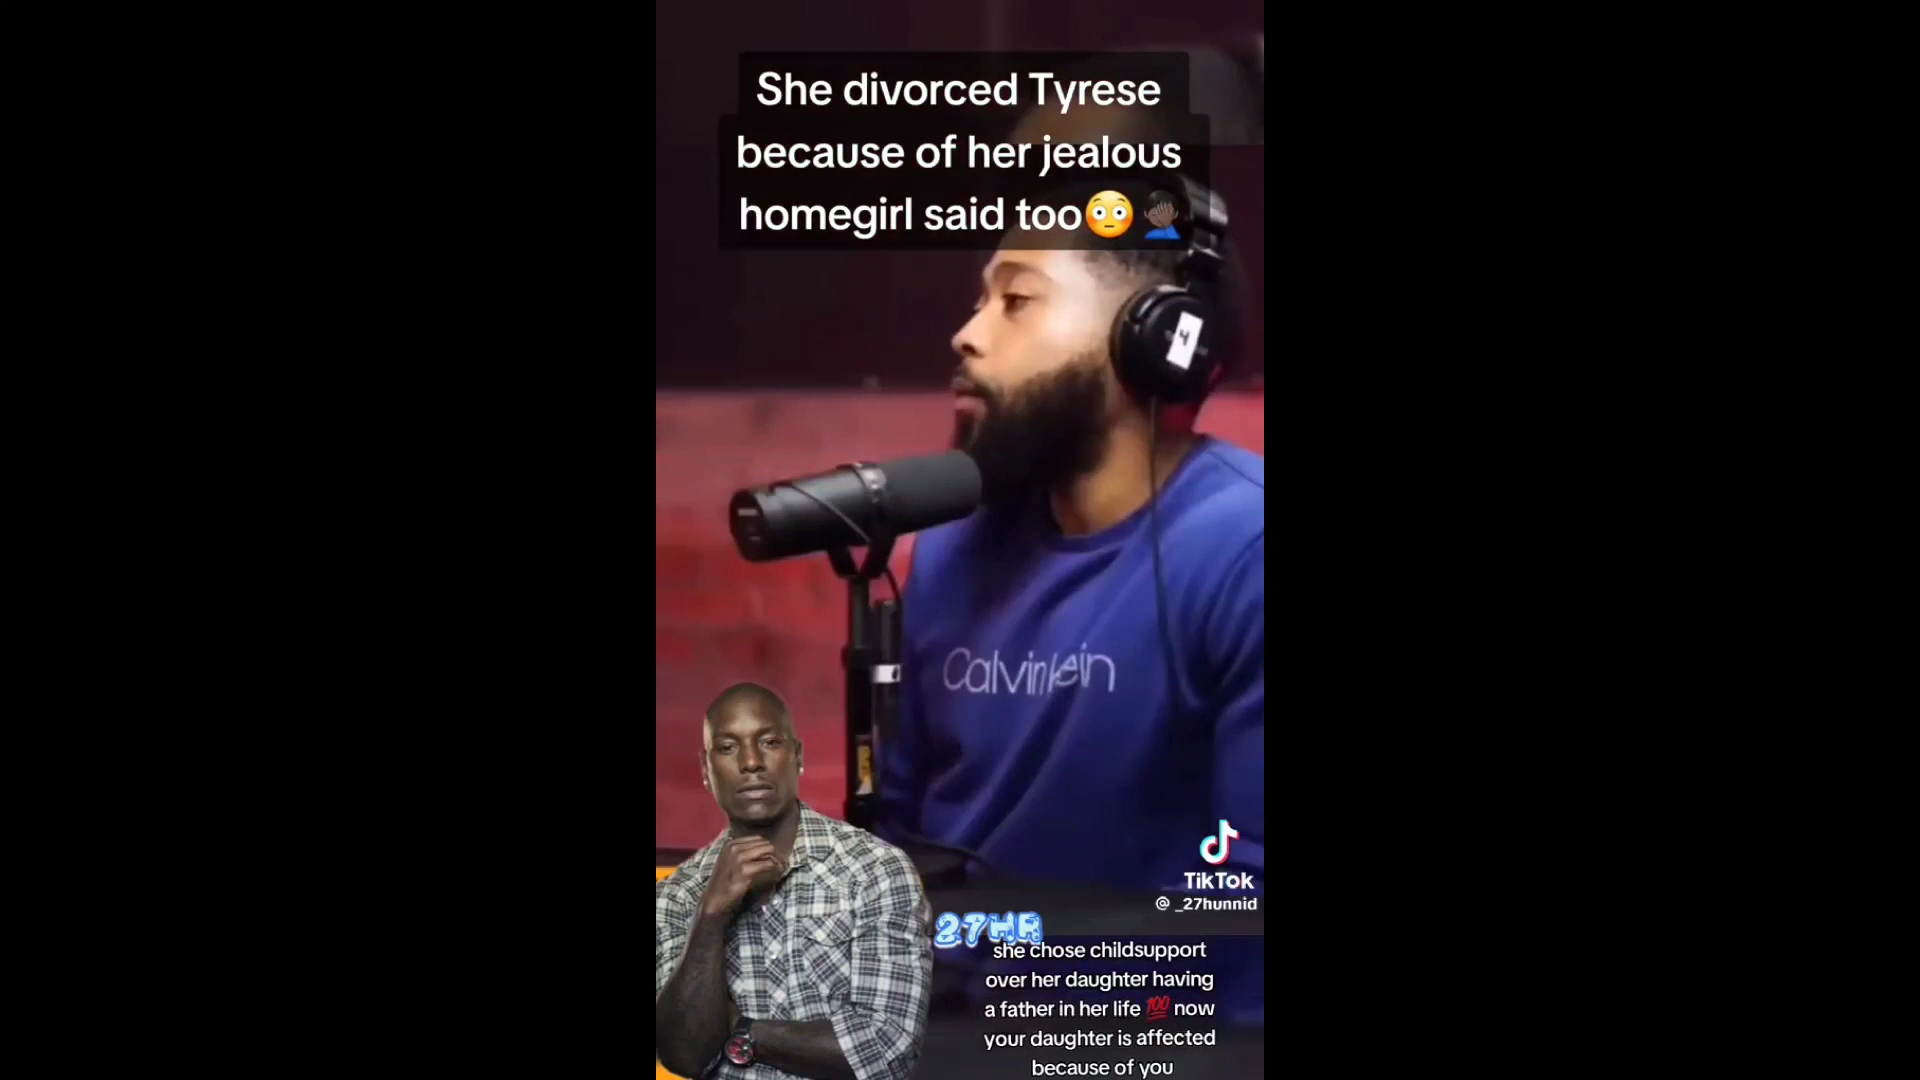 She divorced Tyrese
because of her jealous
homegirl said too😳🤦🏿‍♂️
4
Calvin Klein
TikTok
@_27hunnid
27HR
she chose childsupport
over her daughter having
a father in her life 💯 now
your daughter is affected
because of you